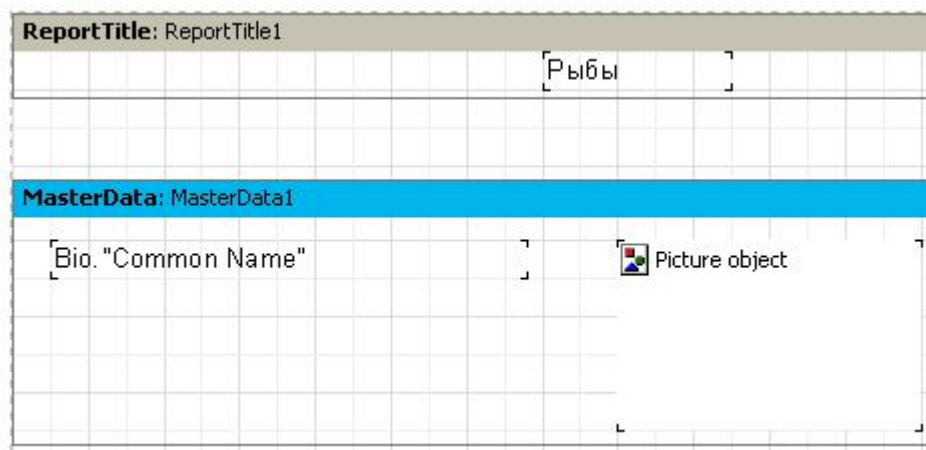 ReportTitle: ReportTitle1
Рыбы
MasterData: MasterData1
Bio."Common Name"
Picture object